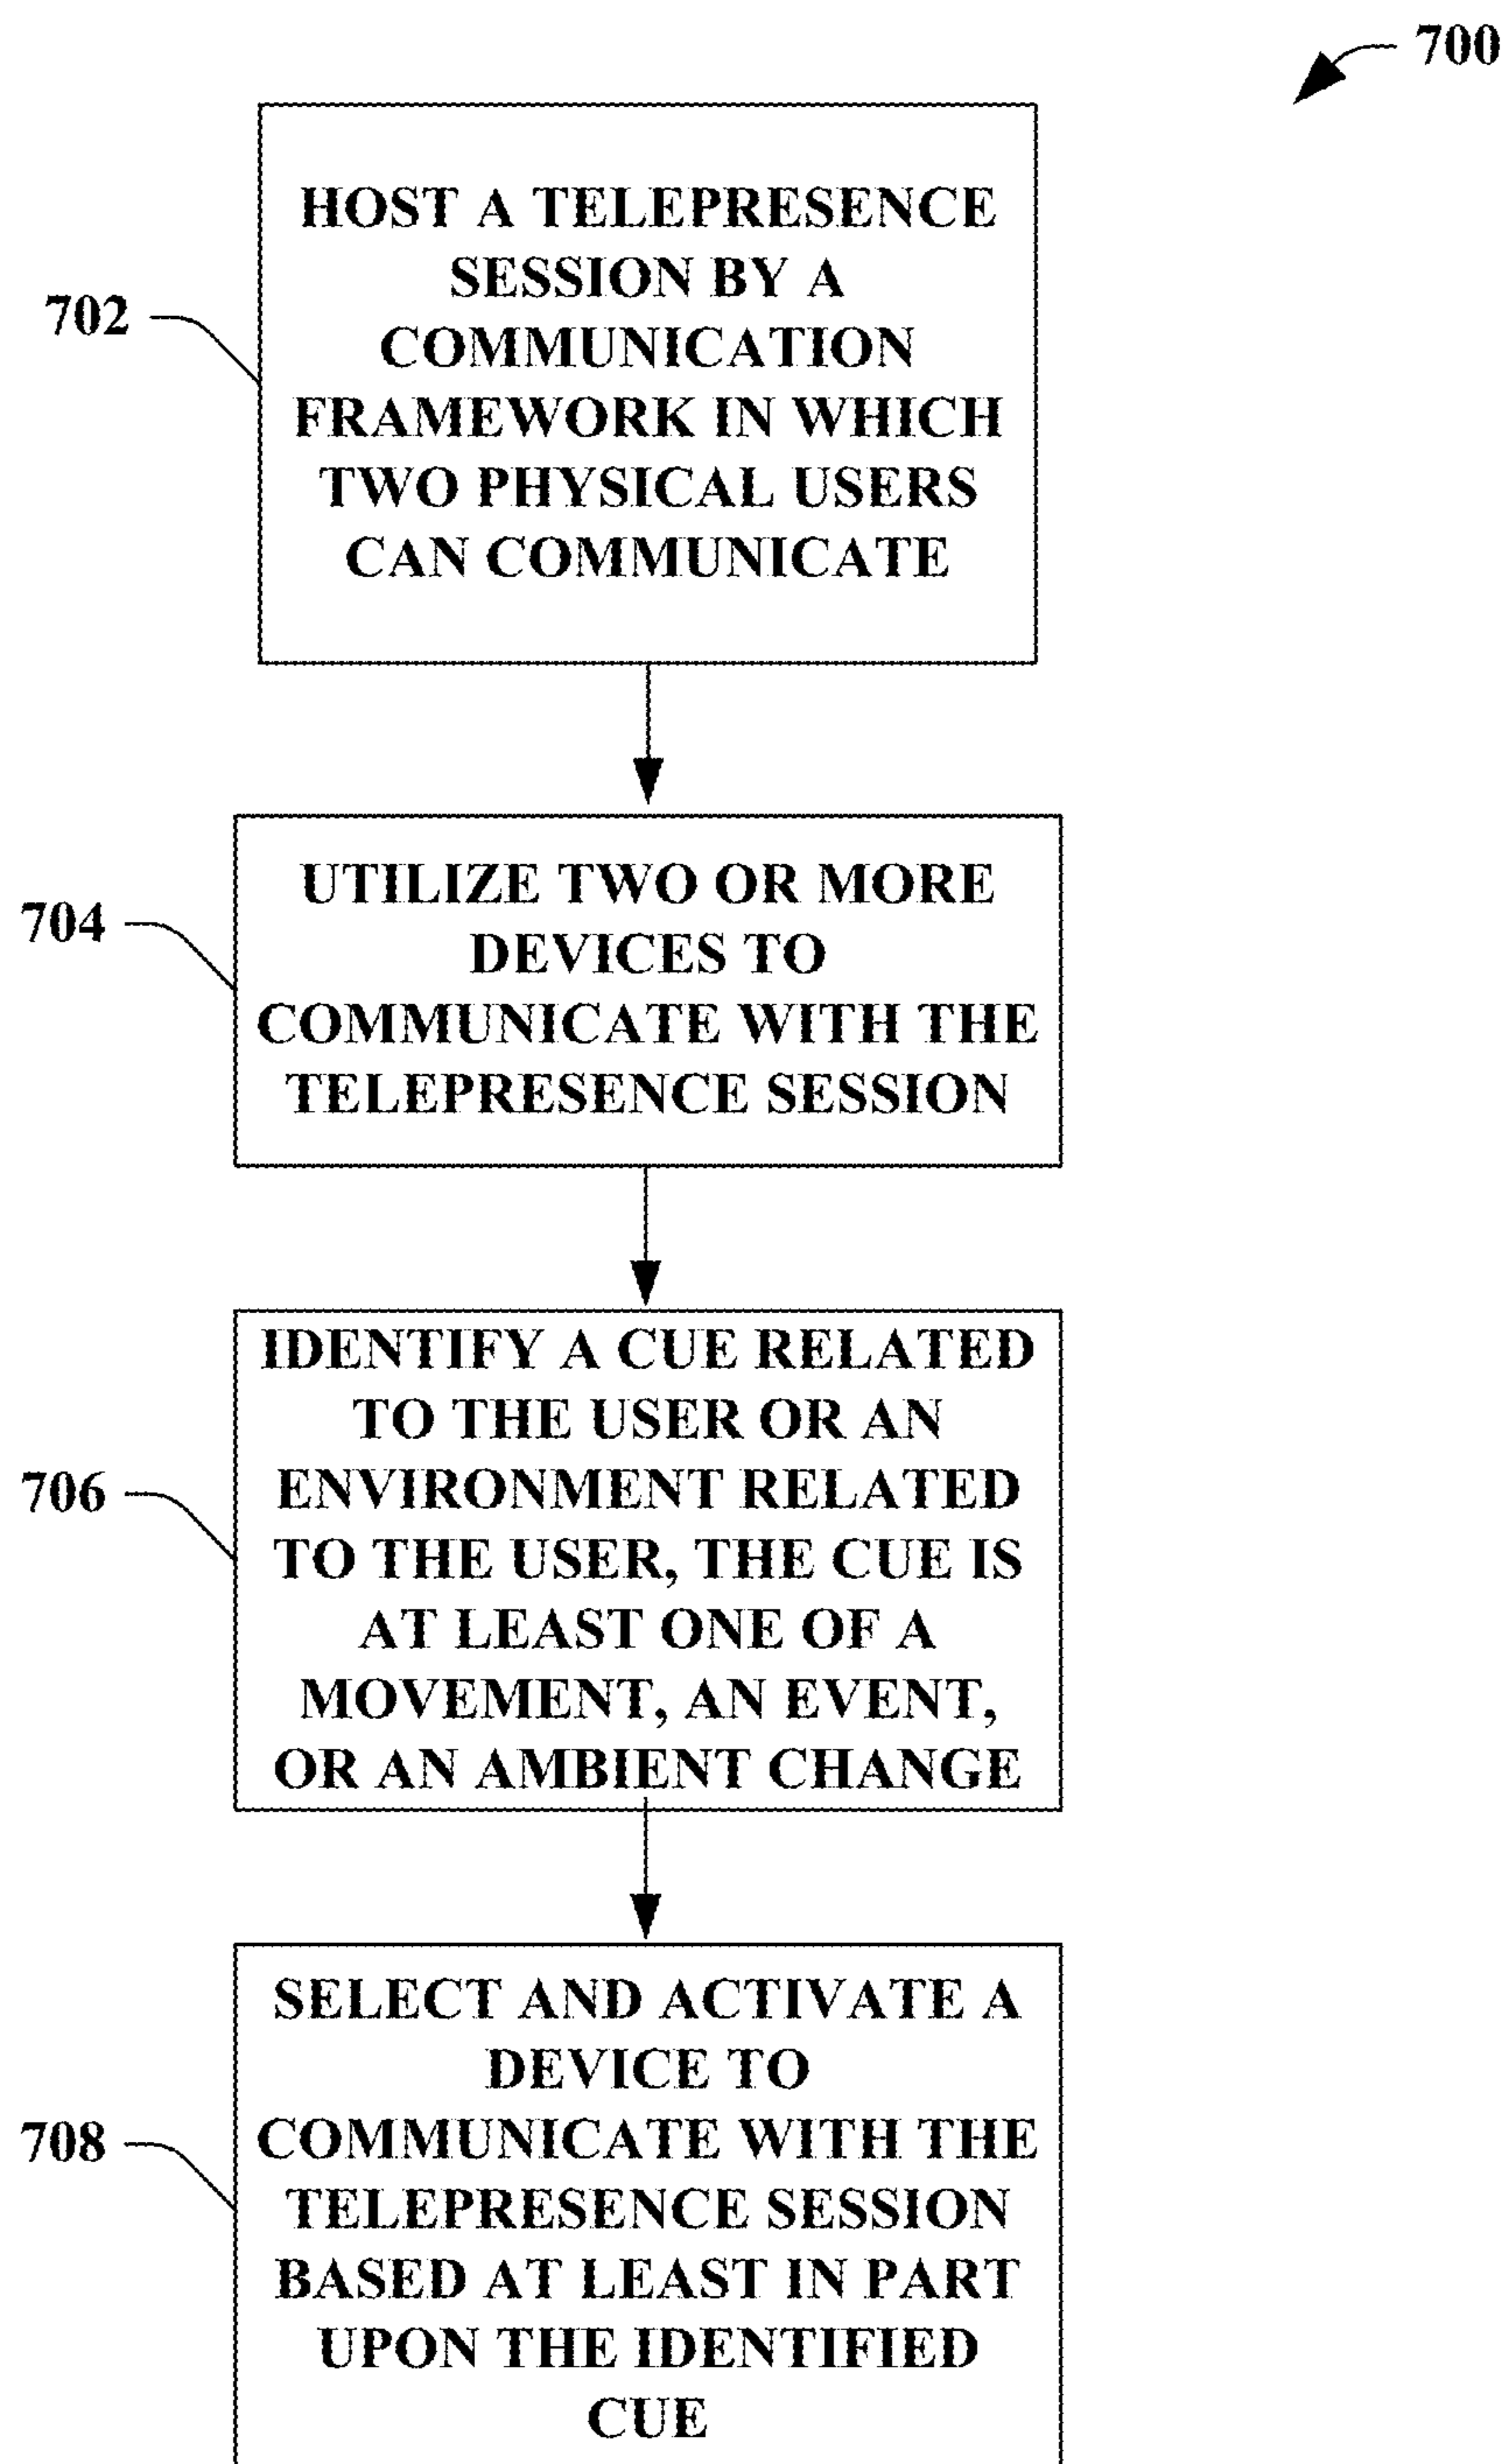 700
702
HOST A TELEPRESENCE
SESSION BY A
COMMUNICATION
FRAMEWORK IN WHICH
TWO PHYSICAL USERS
CAN COMMUNICATE
704
UTILIZE TWO OR MORE
DEVICES TO
COMMUNICATE WITH THE
TELEPRESENCE SESSION
706
IDENTIFY A CUE RELATED
TO THE USER OR AN
ENVIRONMENT RELATED
TO THE USER, THE CUE IS
AT LEAST ONE OF A
MOVEMENT, AN EVENT,
OR AN AMBIENT CHANGE
708
SELECT AND ACTIVATE A
DEVICE TO
COMMUNICATE WITH THE
TELEPRESENCE SESSION
BASED AT LEAST IN PART
UPON THE IDENTIFIED
CUE